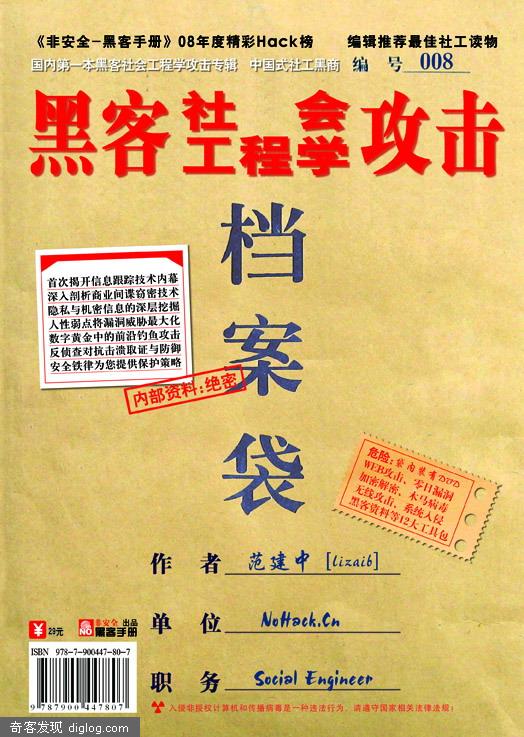 《非安全-黑客手册》08年度精彩Hack榜 编辑推荐最佳社工读物
国内第一本黑客社会工程学攻击专辑 中国式社工黑商 编 号 008
黑客社会工程学攻击
档
案
袋
首次揭开信息跟踪技术内幕
深入剖析商业间谍窃密技术
隐私与机密信息的深层挖掘
人性弱点将漏洞威胁最大化
数字黄金中的前沿钓鱼攻击
反侦查对抗击溃取证与防御
安全铁律为您提供保护策略
内部资料:绝密
危险:袋内装有DVD
WEB攻击、零日漏洞
加密解密、木马病毒
无线攻击、系统入侵
黑客资料等12大工具包
作 者 范建中 [lizaib]
单 位 NoHack.Cn
职 务 Social Engineer
¥ 29元
NO 非安全 出品
黑客手册
ISBN 978-7-900447-80-7
9 787900 447807
入侵非授权计算机和传播病毒是一种违法行为,请遵守国家相关法律法规!
奇客发现 diglog.com